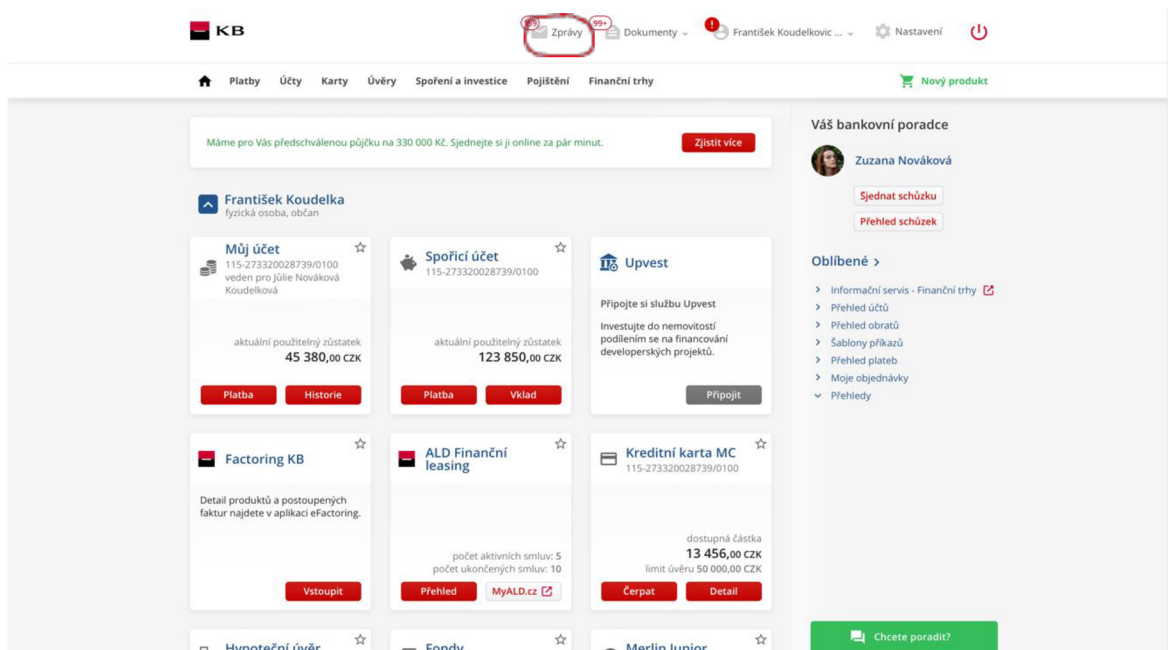 KB
159
Zprávy
99+
Dokumenty
František Koudelkovic ...
Nastavení
Platby
Účty
Karty
Úvěry
Spoření a investice
Pojištění
Finanční trhy
Nový produkt
Máme pro Vás předschválenou půjčku na 330 000 Kč. Sjednejte si ji online za pár minut.
Zjistit více
František Koudelka
fyzická osoba, občan
Můj účet
115-273320028739/0100
veden pro Júlie Nováková
Koudelková
aktuální použitelný zůstatek
45 380,00 CZK
Platba
Historie
Spořicí účet
115-273320028739/0100
aktuální použitelný zůstatek
123 850,00 CZK
Platba
Vklad
Upvest
Připojte si službu Upvest
Investujte do nemovitostí
podílením se na financování
developerských projektů.
Připojit
Factoring KB
Detail produktů a postoupených
faktur najdete v aplikaci eFactoring.
Vstoupit
ALD Finanční
leasing
počet aktivních smluv: 5
počet ukončených smluv: 10
Přehled
MyALD.cz
Kreditní karta MC
115-273320028739/0100
dostupná částka
13 456,00 CZK
limit úvěru 50 000,00 CZK
Čerpat
Detail
Hypoteční úvěr
Fondy
Merlin Junior
Váš bankovní poradce
Zuzana Nováková
Sjednat schůzku
Přehled schůzek
Oblíbené >
Informační servis - Finanční trhy
Přehled účtů
Přehled obratů
Šablony příkazů
Přehled plateb
Moje objednávky
Přehledy
Chcete poradit?